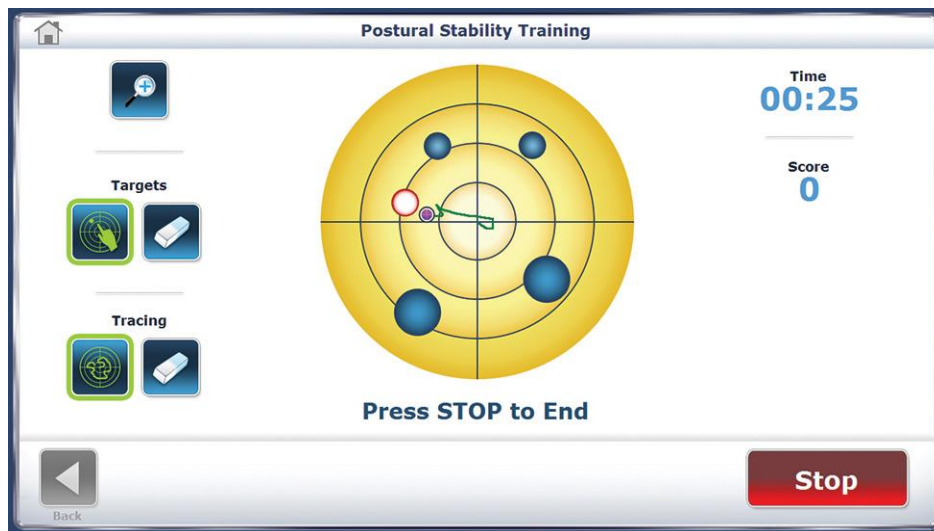 Postural Stability Training
Targets
Tracing
Time
00:25
Score
0
Press STOP to End
Back
Stop